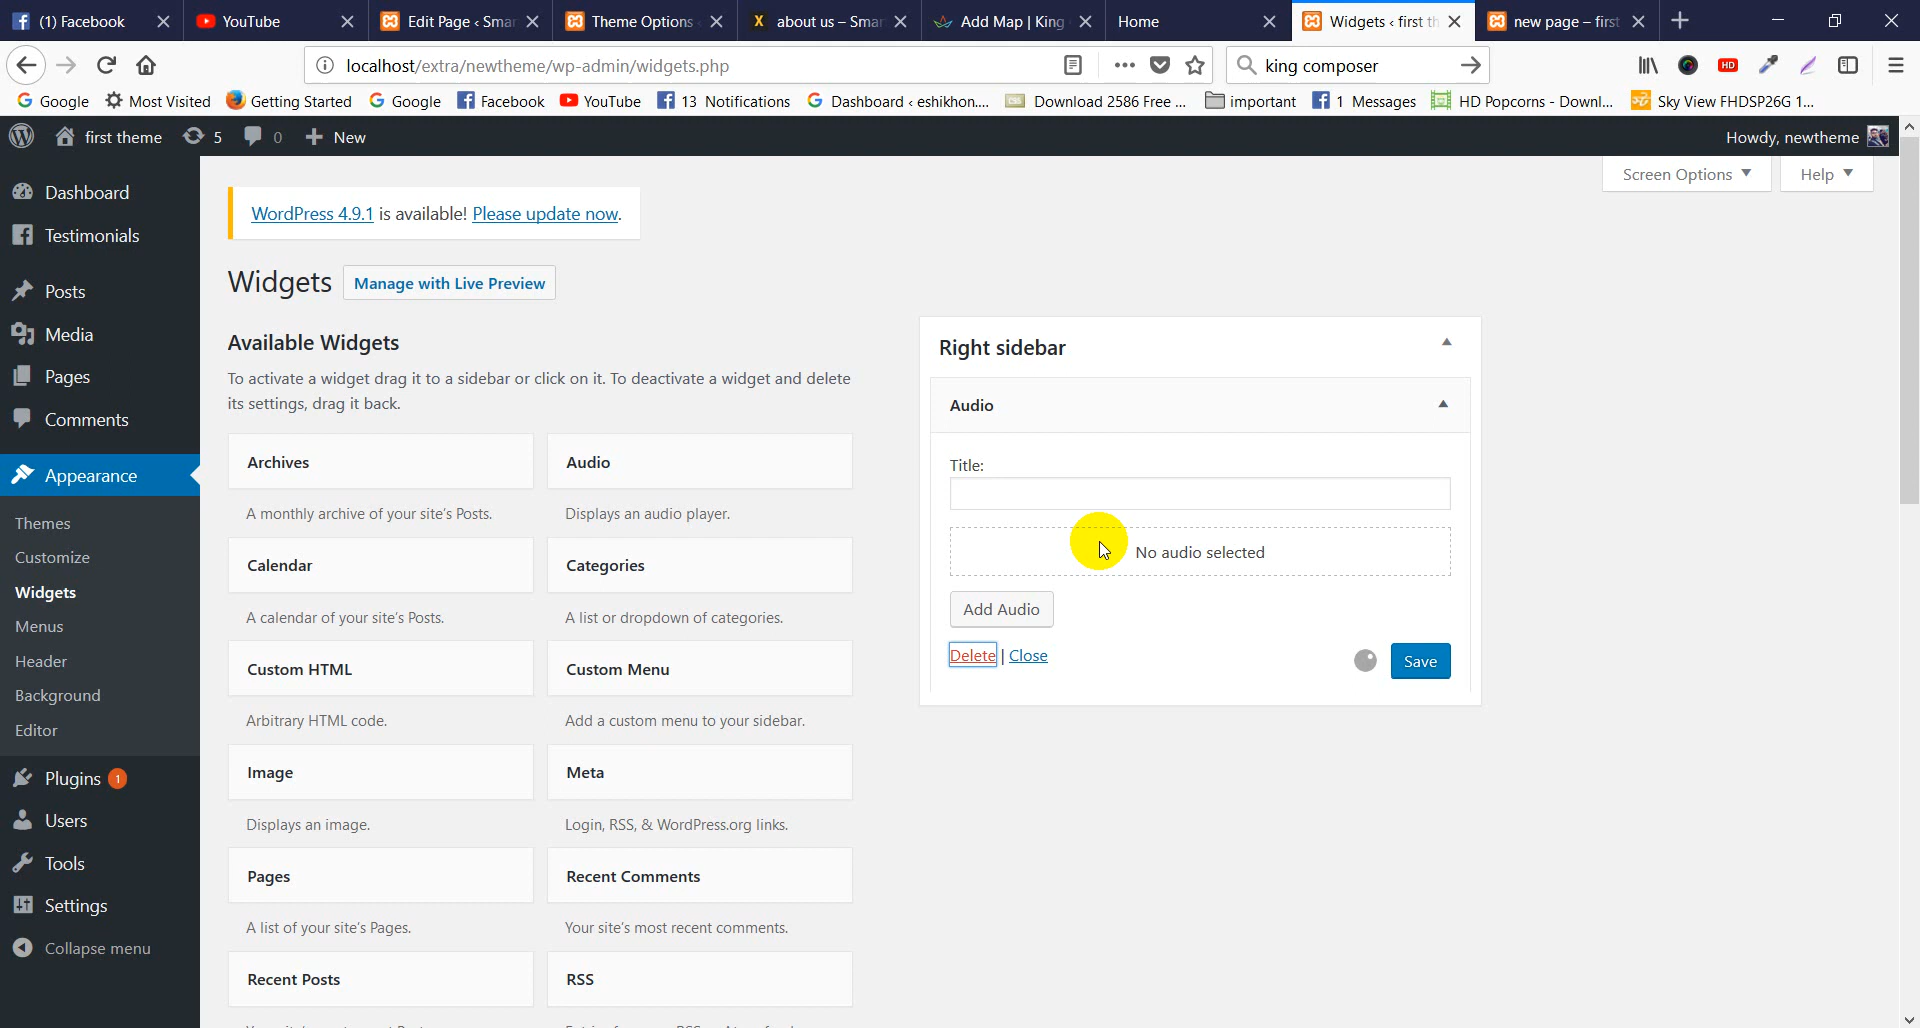 (1) Facebook
YouTube
Edit Page ‹ Smar
Theme Options
about us – Smar
Add Map | King
Home
Widgets ‹ first th
new page – first
localhost/extra/newtheme/wp-admin/widgets.php
king composer
HD
Google
Most Visited
Getting Started
Google
Facebook
YouTube
13 Notifications
Dashboard ‹ eshikhon....
Download 2586 Free ...
important
1 Messages
HD Popcorns - Downl...
Sky View FHDSP26G 1...
first theme
5
0
New
Howdy, newtheme
Screen Options
Help
Dashboard
Testimonials
Posts
Media
Pages
Comments
Appearance
Themes
Customize
Widgets
Menus
Header
Background
Editor
Plugins 1
Users
Tools
Settings
Collapse menu
WordPress 4.9.1 is available! Please update now.
Widgets
Manage with Live Preview
Available Widgets
To activate a widget drag it to a sidebar or click on it. To deactivate a widget and delete
its settings, drag it back.
Archives
Audio
A monthly archive of your site's Posts.
Displays an audio player.
Calendar
Categories
A calendar of your site's Posts.
A list or dropdown of categories.
Custom HTML
Custom Menu
Arbitrary HTML code.
Add a custom menu to your sidebar.
Image
Meta
Displays an image.
Login, RSS, & WordPress.org links.
Pages
Recent Comments
A list of your site's Pages.
Your site's most recent comments.
Recent Posts
RSS
Right sidebar
Audio
Title:
No audio selected
Add Audio
Delete | Close
Save